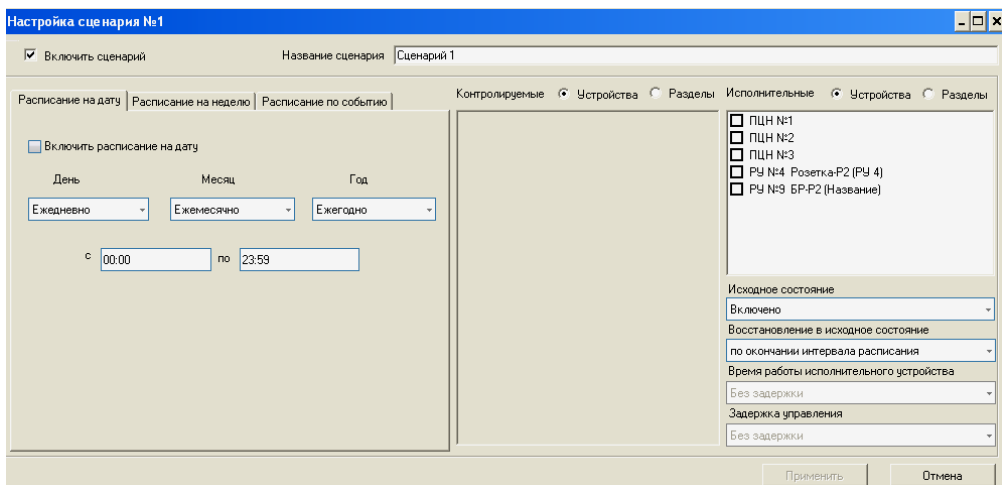 Настройка сценария №1
Включить сценарий
Название сценария
Сценарий 1
Расписание на дату
Расписание на неделю
Расписание по событию
Включить расписание на дату
День
Месяц
Год
Ежедневно
Ежемесячно
Ежегодно
с 00:00 по 23:59
Контролируемые Устройства Разделы
Исполнительные Устройства Разделы
ПЦН №1
ПЦН №2
ПЦН №3
РУ №4 Розетка-Р2 (РУ 4)
РУ №9 БР-Р2 (Название)
Исходное состояние
Включено
Восстановление в исходное состояние
по окончании интервала расписания
Время работы исполнительного устройства
Без задержки
Задержка управления
Без задержки
Применить
Отмена